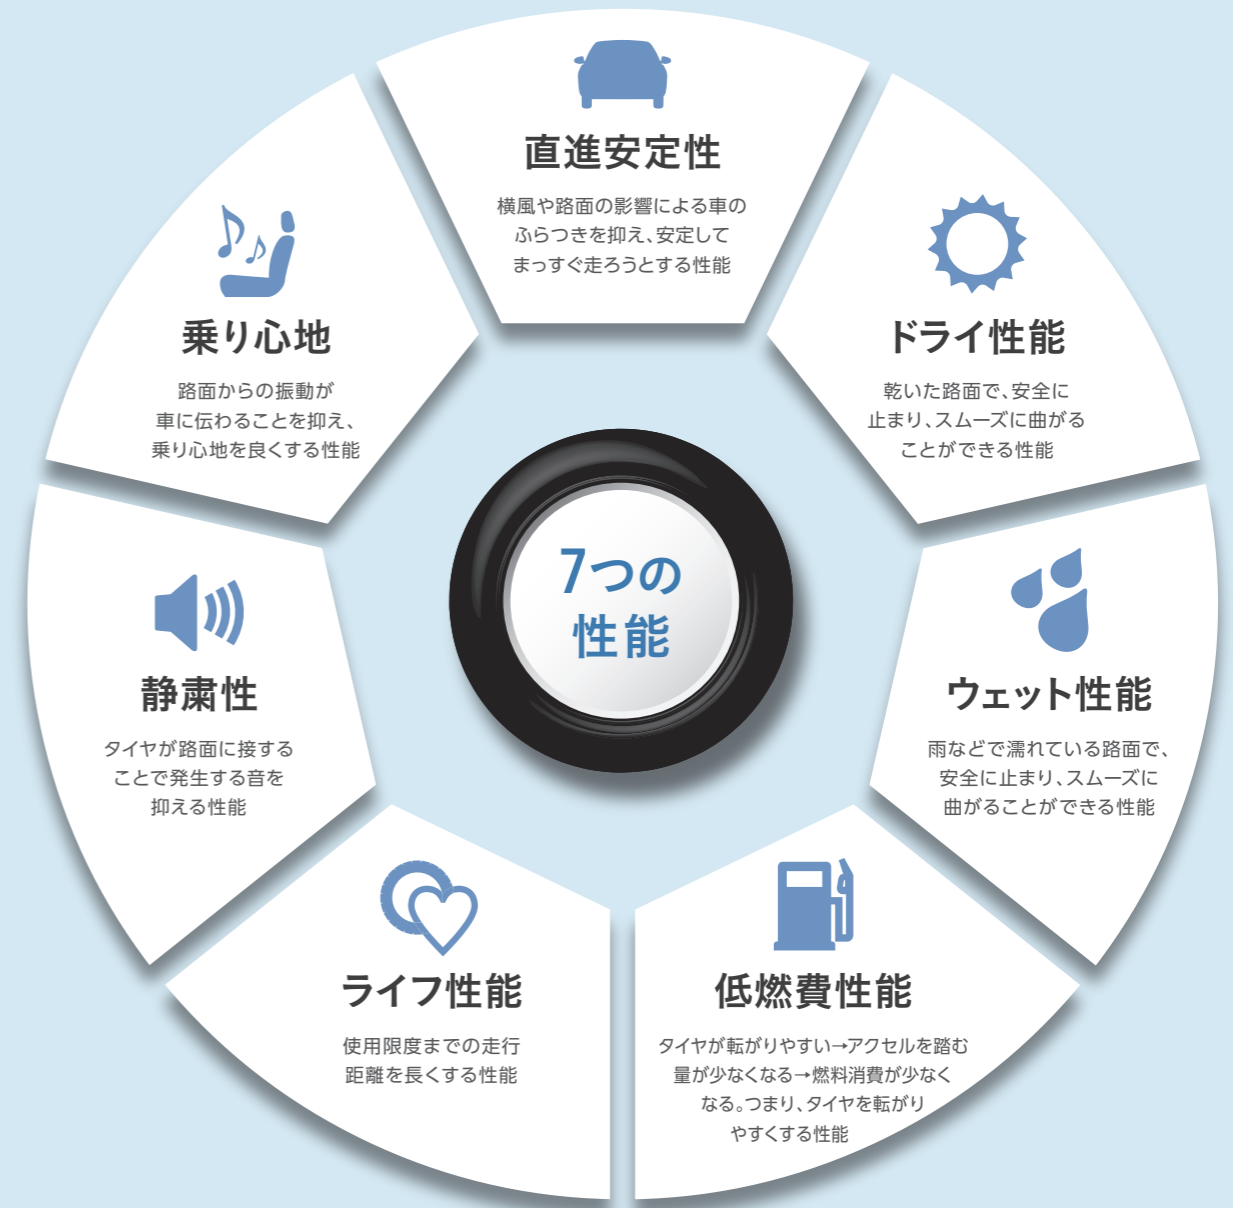 直進安定性
横風や路面の影響による車の
ふらつきを抑え、安定して
まっすぐ走ろうとする性能
ドライ性能
乾いた路面で、安全に
止まり、スムーズに曲がる
ことができる性能
ウェット性能
雨などで濡れている路面で、
安全に止まり、スムーズに
曲がることができる性能
低燃費性能
タイヤが転がりやすい→アクセルを踏む
量が少なくなる→燃料消費が少なく
なる。つまり、タイヤを転がり
やすくする性能
ライフ性能
使用限度までの走行
距離を長くする性能
静粛性
タイヤが路面に接する
ことで発生する音を
抑える性能
乗り心地
路面からの振動が
車に伝わることを抑え、
乗り心地を良くする性能
7つの
性能